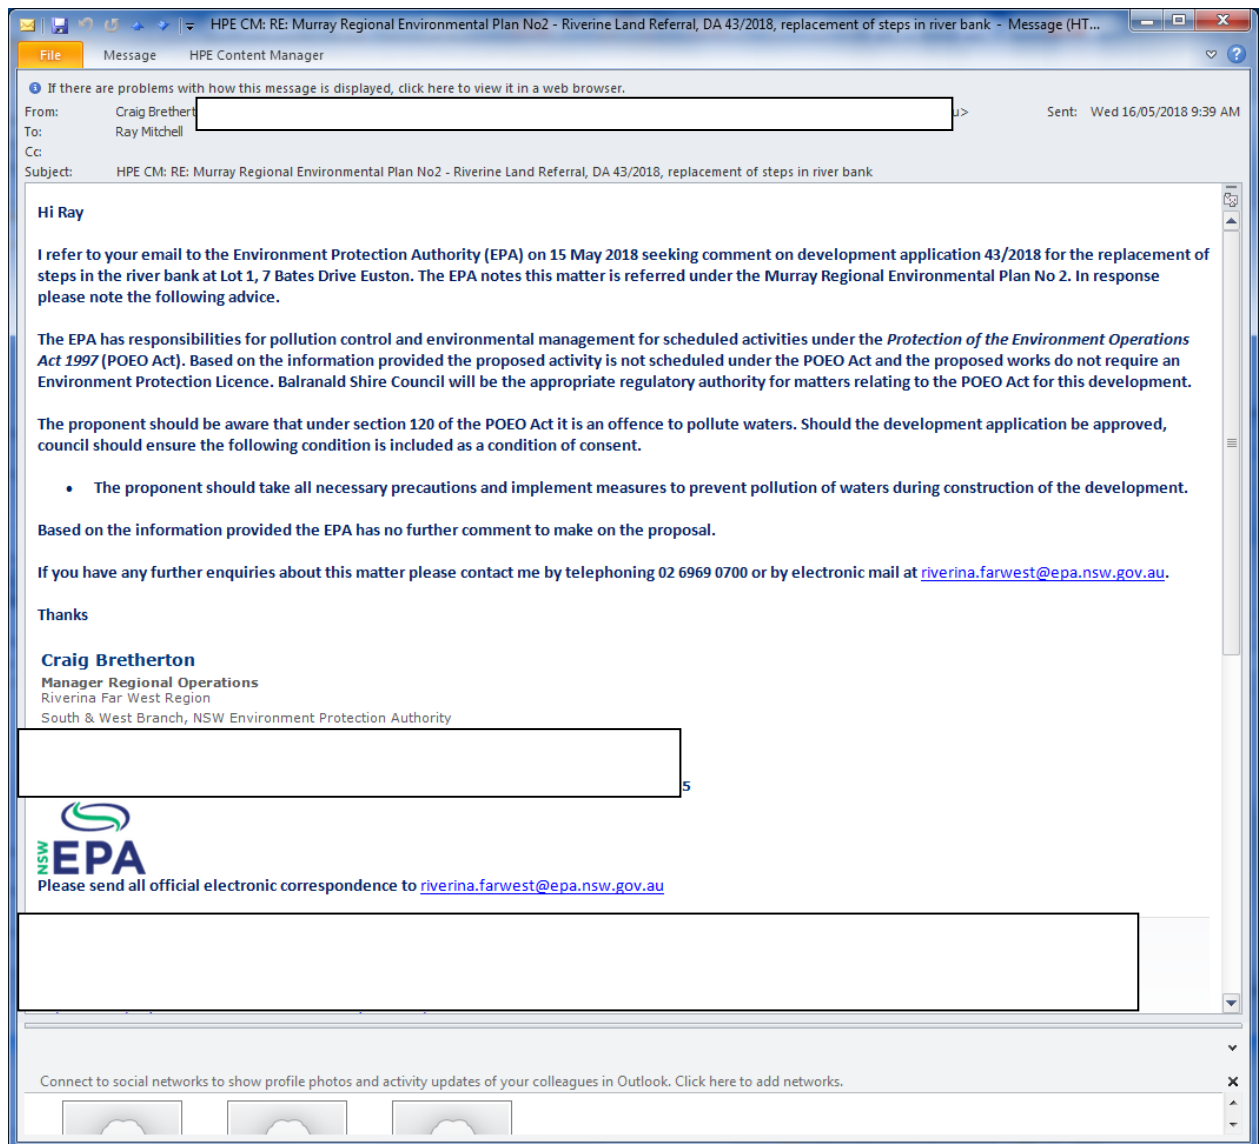 HPE CM: RE: Murray Regional Environmental Plan No2 - Riverine Land Referral, DA 43/2018, replacement of steps in river bank - Message (HT...
File Message HPE Content Manager
If there are problems with how this message is displayed, click here to view it in a web browser.
From: Craig Brethert u> Sent: Wed 16/05/2018 9:39 AM
To: Ray Mitchell
Cc:
Subject: HPE CM: RE: Murray Regional Environmental Plan No2 - Riverine Land Referral, DA 43/2018, replacement of steps in river bank
Hi Ray
I refer to your email to the Environment Protection Authority (EPA) on 15 May 2018 seeking comment on development application 43/2018 for the replacement of
steps in the river bank at Lot 1, 7 Bates Drive Euston. The EPA notes this matter is referred under the Murray Regional Environmental Plan No 2. In response
please note the following advice.
The EPA has responsibilities for pollution control and environmental management for scheduled activities under the Protection of the Environment Operations
Act 1997 (POEO Act). Based on the information provided the proposed activity is not scheduled under the POEO Act and the proposed works do not require an
Environment Protection Licence. Balranald Shire Council will be the appropriate regulatory authority for matters relating to the POEO Act for this development.
The proponent should be aware that under section 120 of the POEO Act it is an offence to pollute waters. Should the development application be approved,
council should ensure the following condition is included as a condition of consent.
• The proponent should take all necessary precautions and implement measures to prevent pollution of waters during construction of the development.
Based on the information provided the EPA has no further comment to make on the proposal.
If you have any further enquiries about this matter please contact me by telephoning 02 6969 0700 or by electronic mail at riverina.farwest@epa.nsw.gov.au.
Thanks
Craig Bretherton
Manager Regional Operations
Riverina Far West Region
South & West Branch, NSW Environment Protection Authority
5
NSW EPA
Please send all official electronic correspondence to riverina.farwest@epa.nsw.gov.au
Connect to social networks to show profile photos and activity updates of your colleagues in Outlook. Click here to add networks.